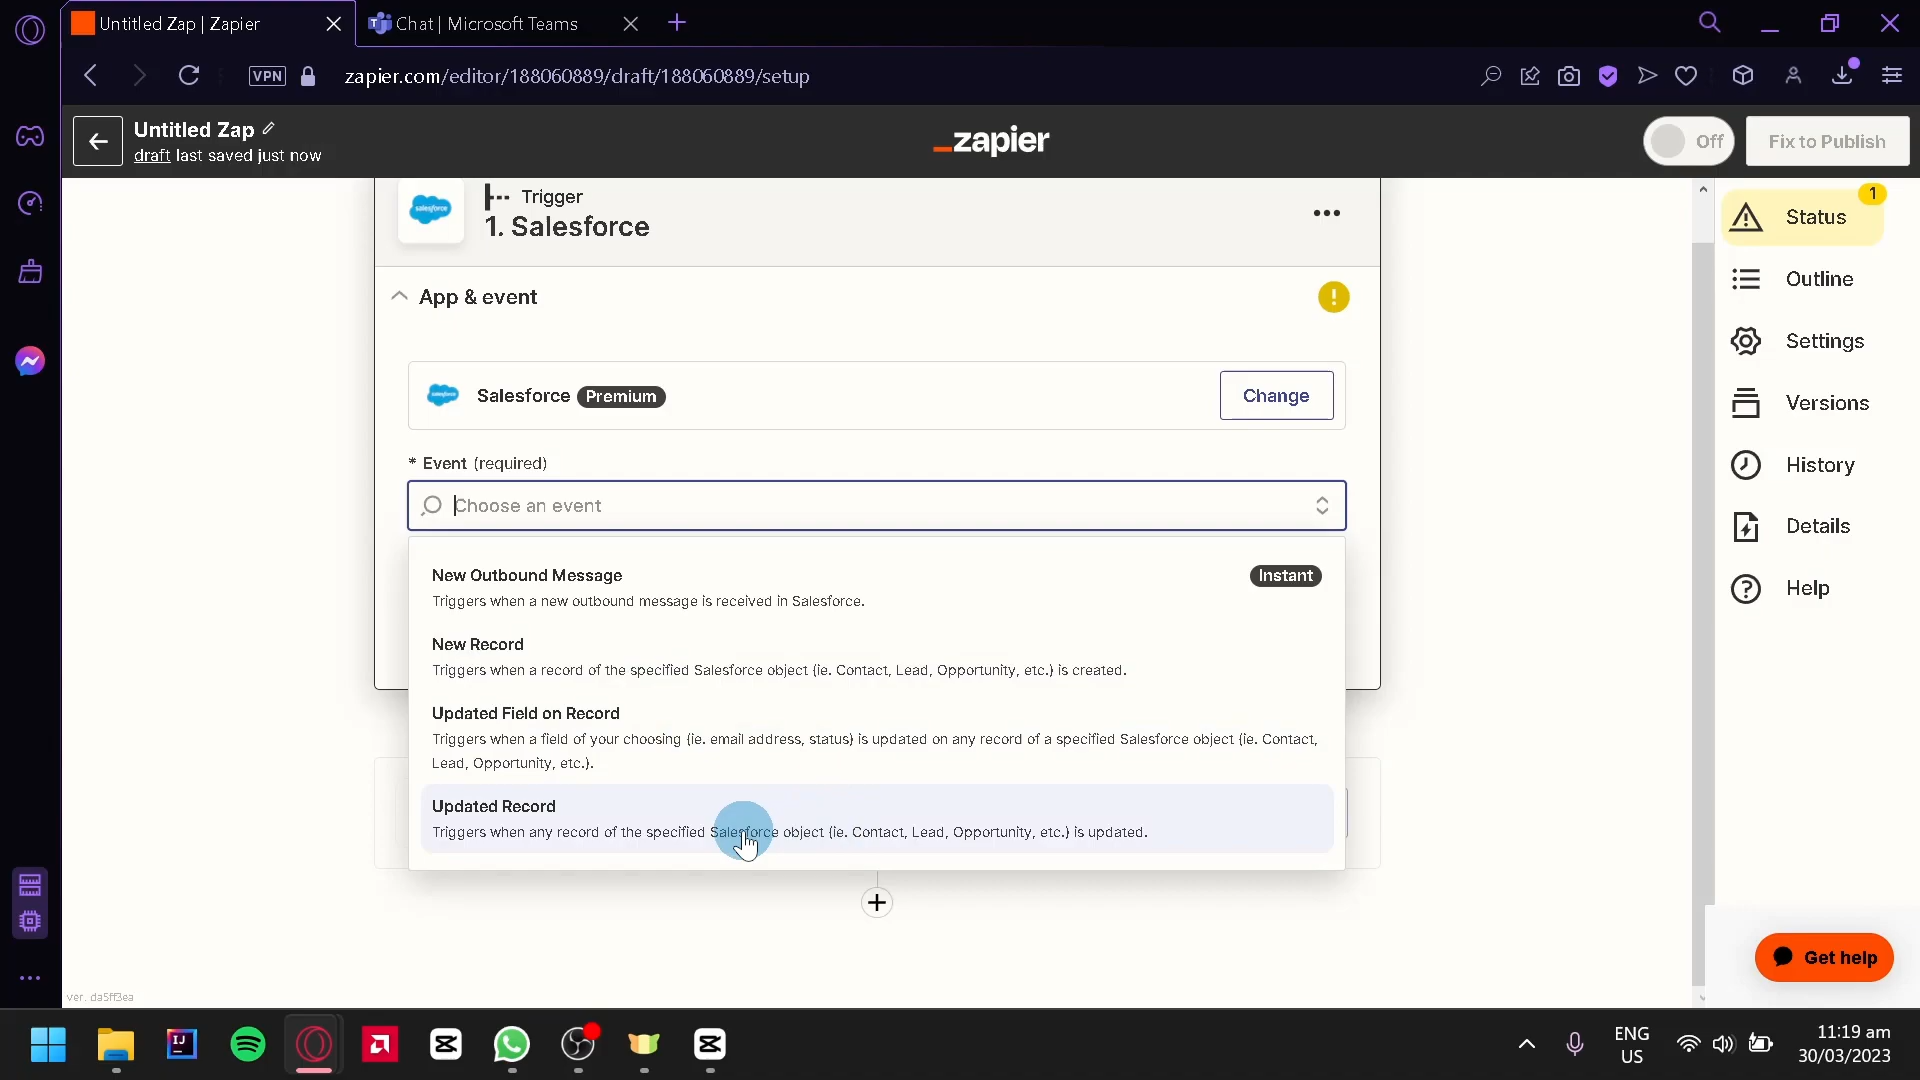 Untitled Zap | Zapier
Chat | Microsoft Teams
VPN
zapier.com/editor/188060889/draft/188060889/setup
Untitled Zap
draft last saved just now
zapier
Off
Fix to Publish
Trigger
1. Salesforce
App & event
salesforce
Salesforce Premium
Change
* Event (required)
Choose an event
New Outbound Message
Instant
Triggers when a new outbound message is received in Salesforce.
New Record
Triggers when a record of the specified Salesforce object (ie. Contact, Lead, Opportunity, etc.) is created.
Updated Field on Record
Triggers when a field of your choosing (ie. email address, status) is updated on any record of a specified Salesforce object (ie. Contact,
Lead, Opportunity, etc.).
Updated Record
Triggers when any record of the specified Salesforce object (ie. Contact, Lead, Opportunity, etc.) is updated.
1
Status
Outline
Settings
Versions
History
Details
Help
Get help
ver. da5ff3ea
IJ
ENG
US
11:19 am
30/03/2023